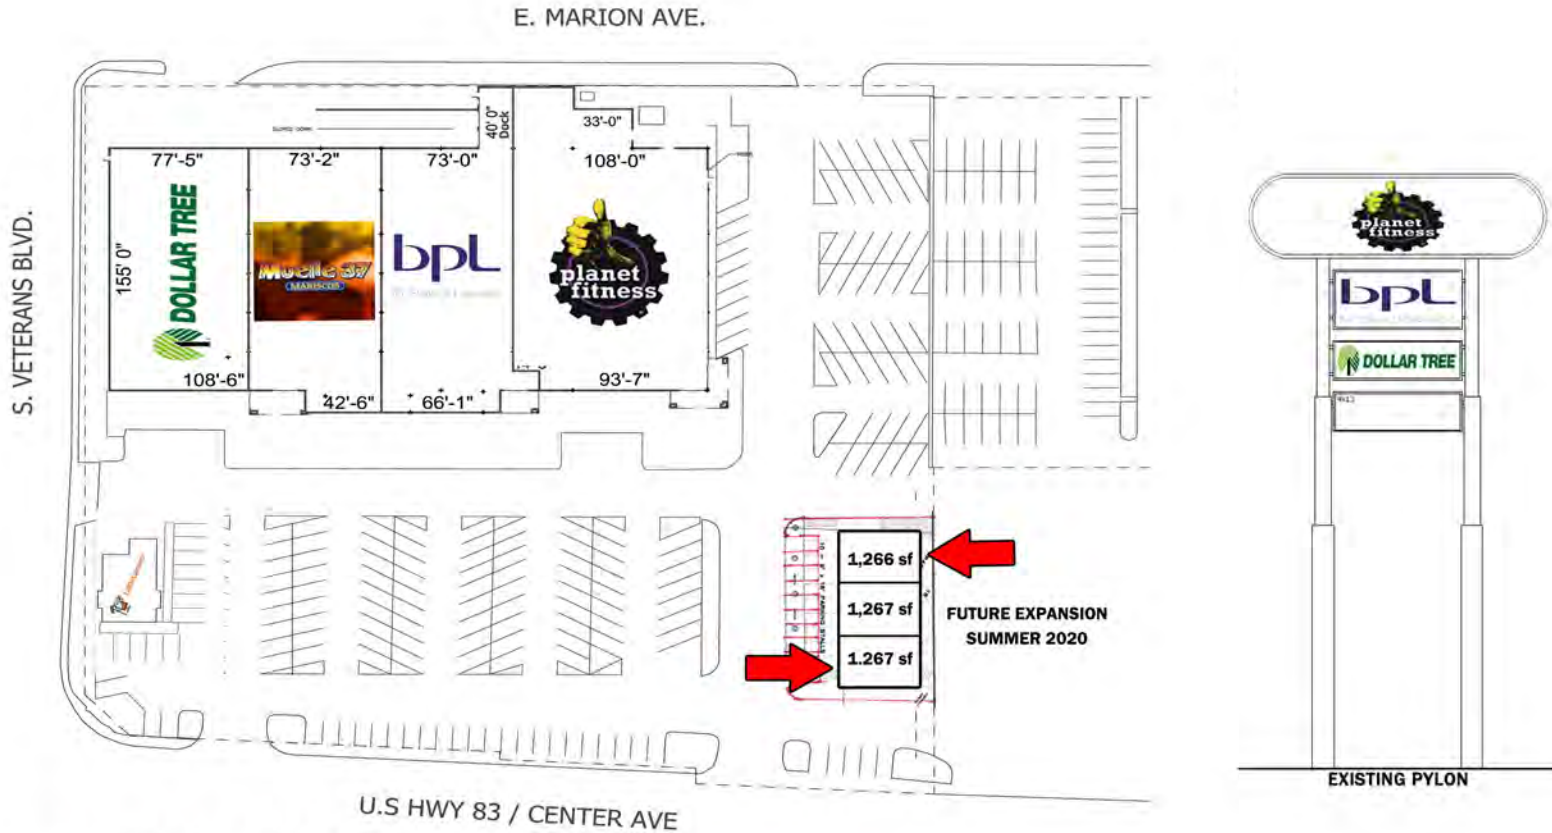 E. MARION AVE.
S. VETERANS BLVD.
40' 0"
Dock
33'-0"
77'-5"
73'-2"
73'-0"
108'-0"
155' 0"
DOLLAR TREE
Muelle 37
MARISCOS
bpl
planet
fitness
108'-6"
42'-6"
66'-1"
93'-7"
1,266 sf
1,267 sf
1.267 sf
PARKING STALLS
FUTURE EXPANSION
SUMMER 2020
U.S HWY 83 / CENTER AVE
planet
fitness
bpl
DOLLAR TREE
EXISTING PYLON